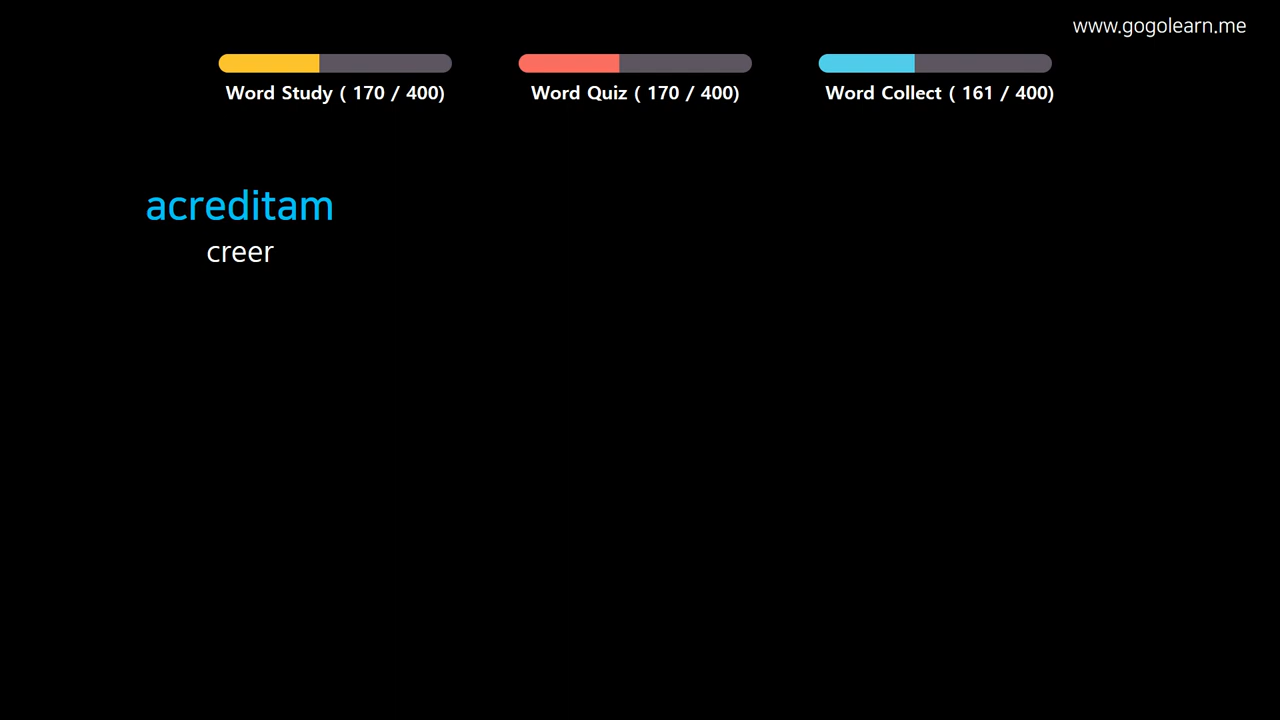 www.gogolearn.me
Word Study ( 170 / 400)
Word Quiz ( 170 / 400)
Word Collect ( 161 / 400)
acreditam
creer